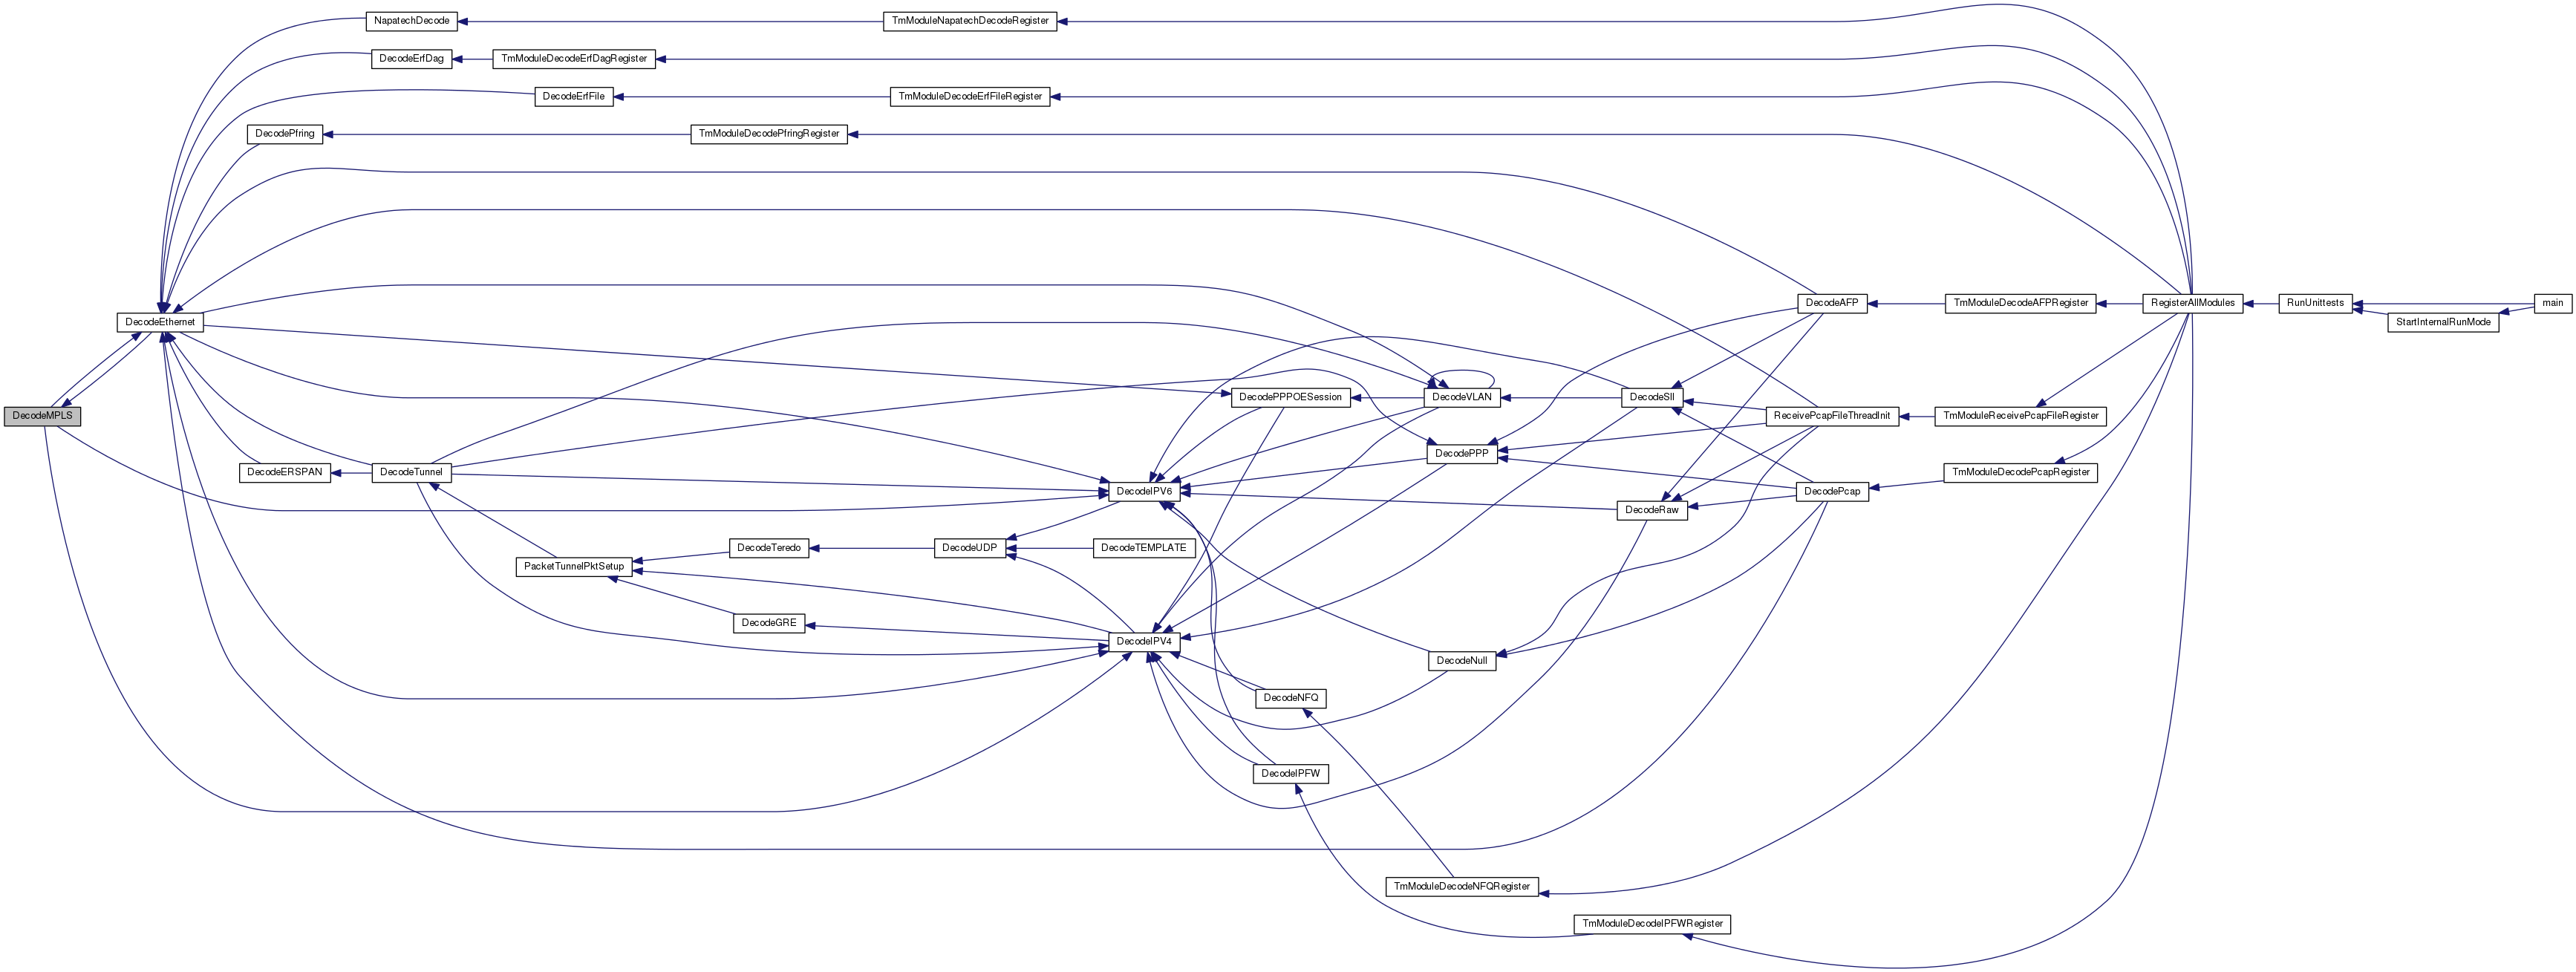 NapatechDecode
TmModuleNapatechDecodeRegister
DecodeErfDag
TmModuleDecodeErfDagRegister
DecodeErfFile
TmModuleDecodeErfFileRegister
DecodePfring
TmModuleDecodePfringRegister
DecodeAFP
TmModuleDecodeAFPRegister
RegisterAllModules
RunUnittests
main
DecodeEthernet
StartInternalRunMode
DecodePPPOESession
DecodeVLAN
DecodeSll
DecodeMPLS
ReceivePcapFileThreadInit
TmModuleReceivePcapFileRegister
DecodePPP
DecodeERSPAN
DecodeTunnel
TmModuleDecodePcapRegister
DecodeIPV6
DecodePcap
DecodeRaw
DecodeTeredo
DecodeUDP
DecodeTEMPLATE
PacketTunnelPktSetup
DecodeGRE
DecodeIPV4
DecodeNull
DecodeNFQ
DecodeIPFW
TmModuleDecodeNFQRegister
TmModuleDecodeIPFWRegister